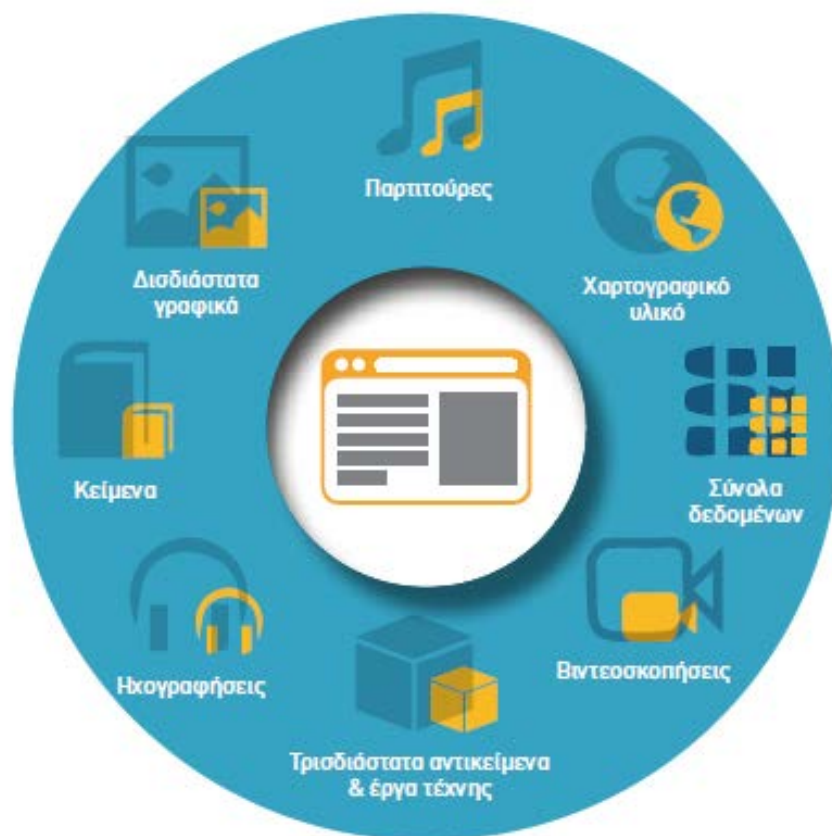 Παρτιτούρες
Χαρτογραφικό
υλικό
Σύνολα
δεδομένων
Βιντεοσκοπήσεις
Τρισδιάστατα αντικείμενα
& έργα τέχνης
Ηχογραφήσεις
Κείμενα
Δισδιάστατα
γραφικά